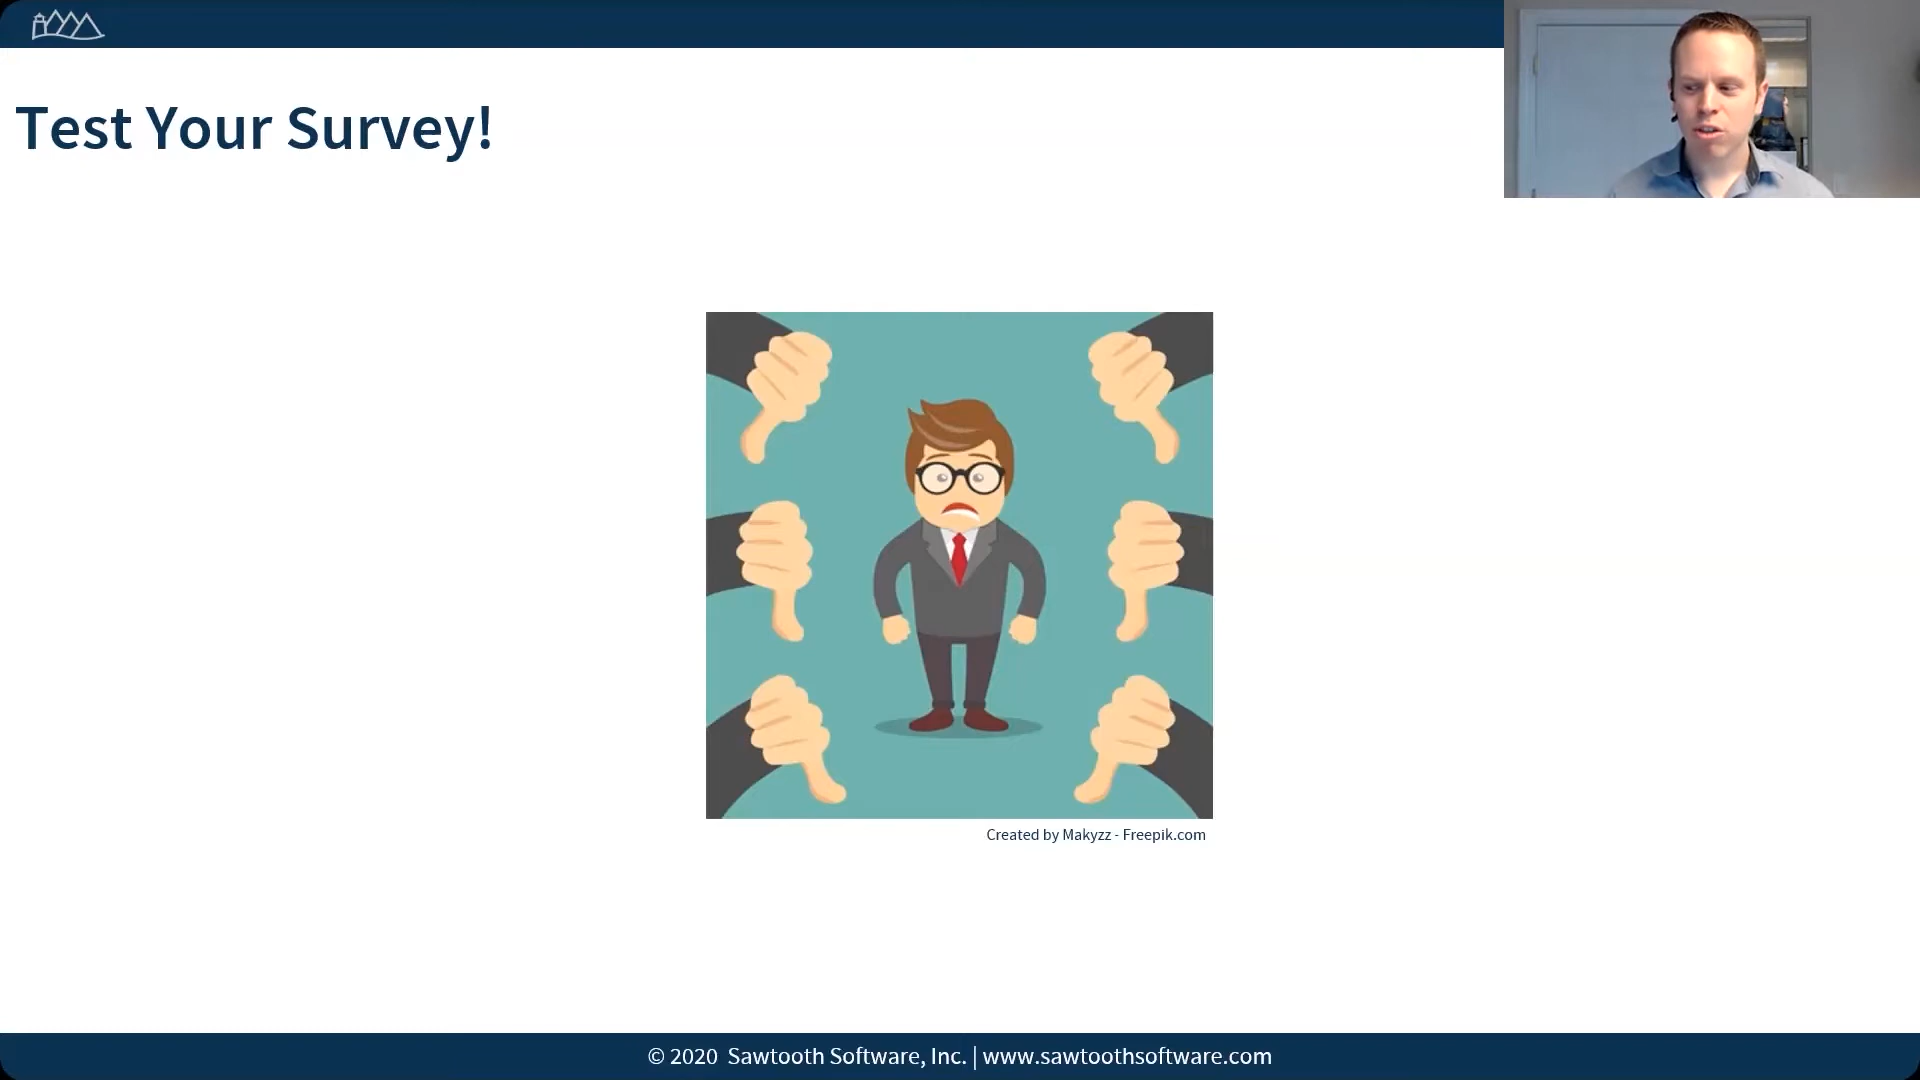 Test Your Survey!
Created by Makyzz - Freepik.com
© 2020 Sawtooth Software, Inc. | www.sawtoothsoftware.com